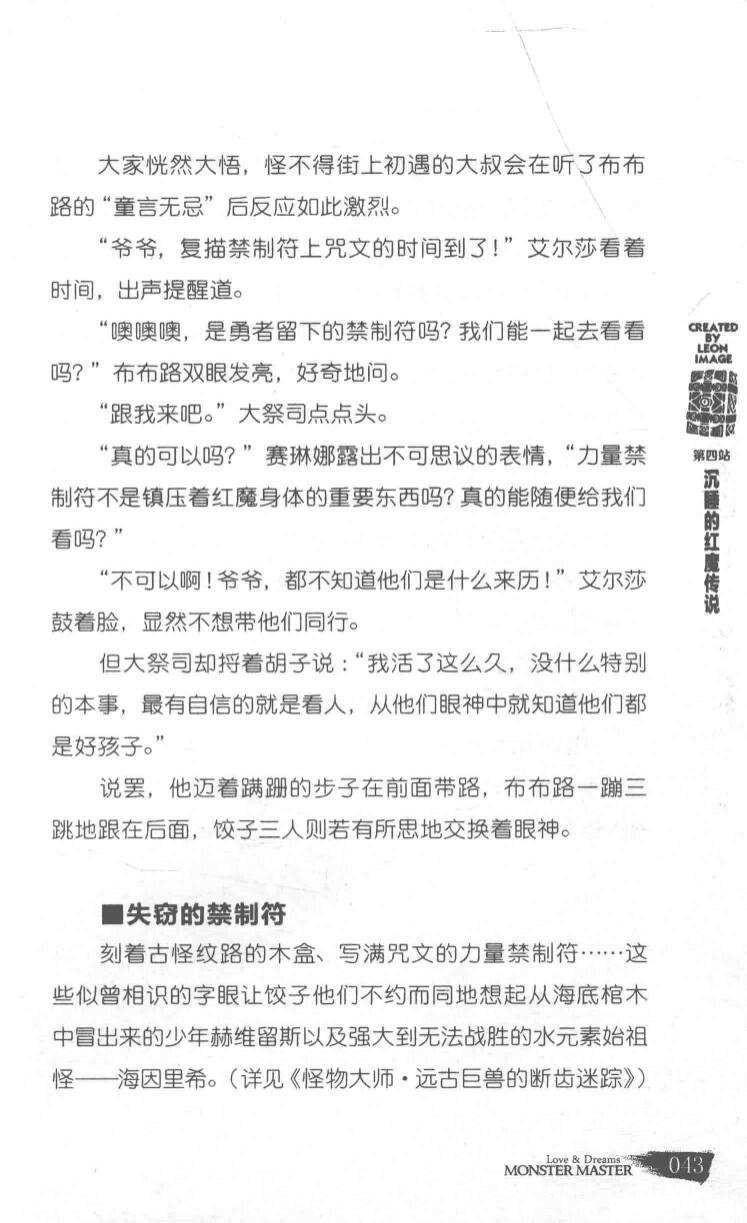 大家恍然大悟，怪不得街上初遇的大叔会在听了布布
路的“童言无忌”后反应如此激烈。
“爷爷，复描禁制符上咒文的时间到了！”艾尔莎看着
时间，出声提醒道。
“噢噢噢，是勇者留下的禁制符吗？我们能一起去看看
吗？”布布路双眼发亮，好奇地问。
“跟我来吧。”大祭司点点头。
“真的可以吗？”赛琳娜露出不可思议的表情，“力量禁
制符不是镇压着红魔身体的重要东西吗？真的能随便给我们
看吗？”
“不可以啊！爷爷，都不知道他们是什么来历！”艾尔莎
鼓着脸，显然不想带他们同行。
但大祭司却捋着胡子说：“我活了这么久，没什么特别
的本事，最有自信的就是看人，从他们眼神中就知道他们都
是好孩子。”
说罢，他迈着蹒跚的步子在前面带路，布布路一蹦三
跳地跟在后面，饺子三人则若有所思地交换着眼神。
■失窃的禁制符
刻着古怪纹路的木盒、写满咒文的力量禁制符……这
些似曾相识的字眼让饺子他们不约而同地想起从海底棺木
中冒出来的少年赫维留斯以及强大到无法战胜的水元素始祖
怪——海因里希。（详见《怪物大师·远古巨兽的断齿迷踪》）
CREATED
BY
LEON
IMAGE
第四站
沉睡的红魔传说
Love & Dreams
MONSTER MASTER
043